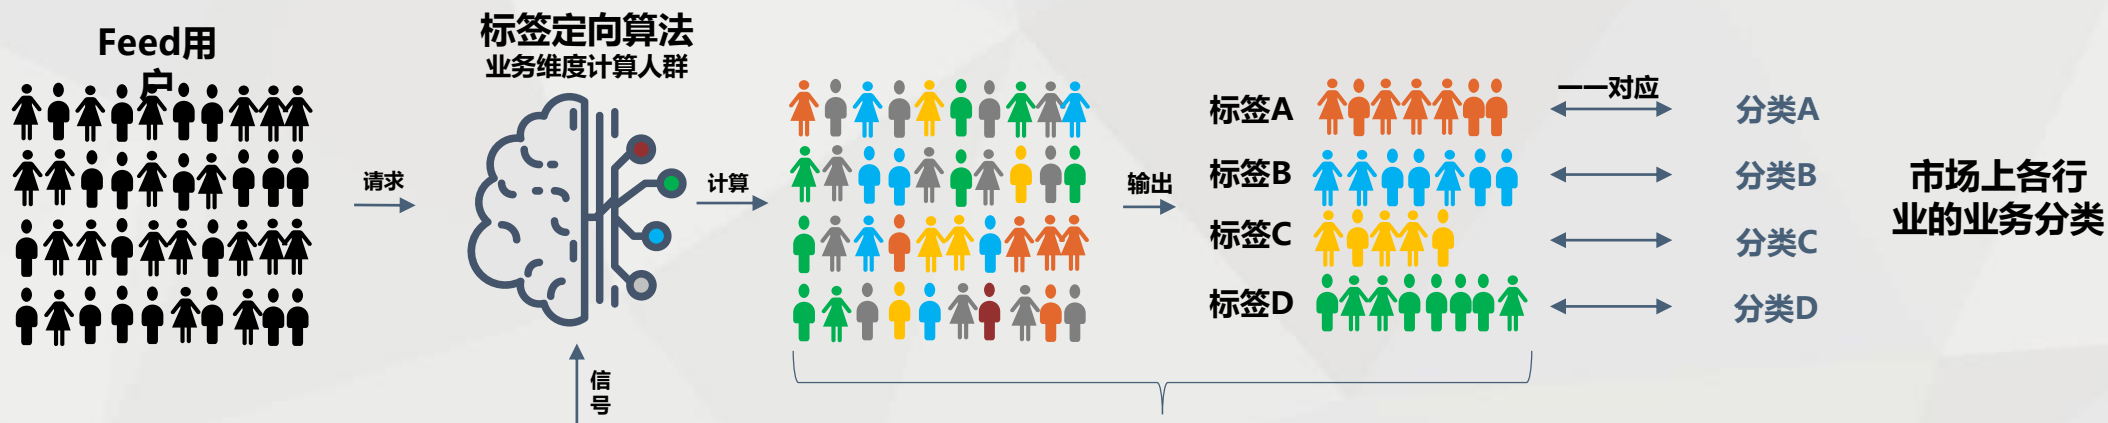 Feed用
户
标签定向算法
业务维度计算人群
请求
计算
信
号
输出
标签A
标签B
标签C
标签D
一一对应
分类A
分类B
分类C
分类D
市场上各行
业的业务分类